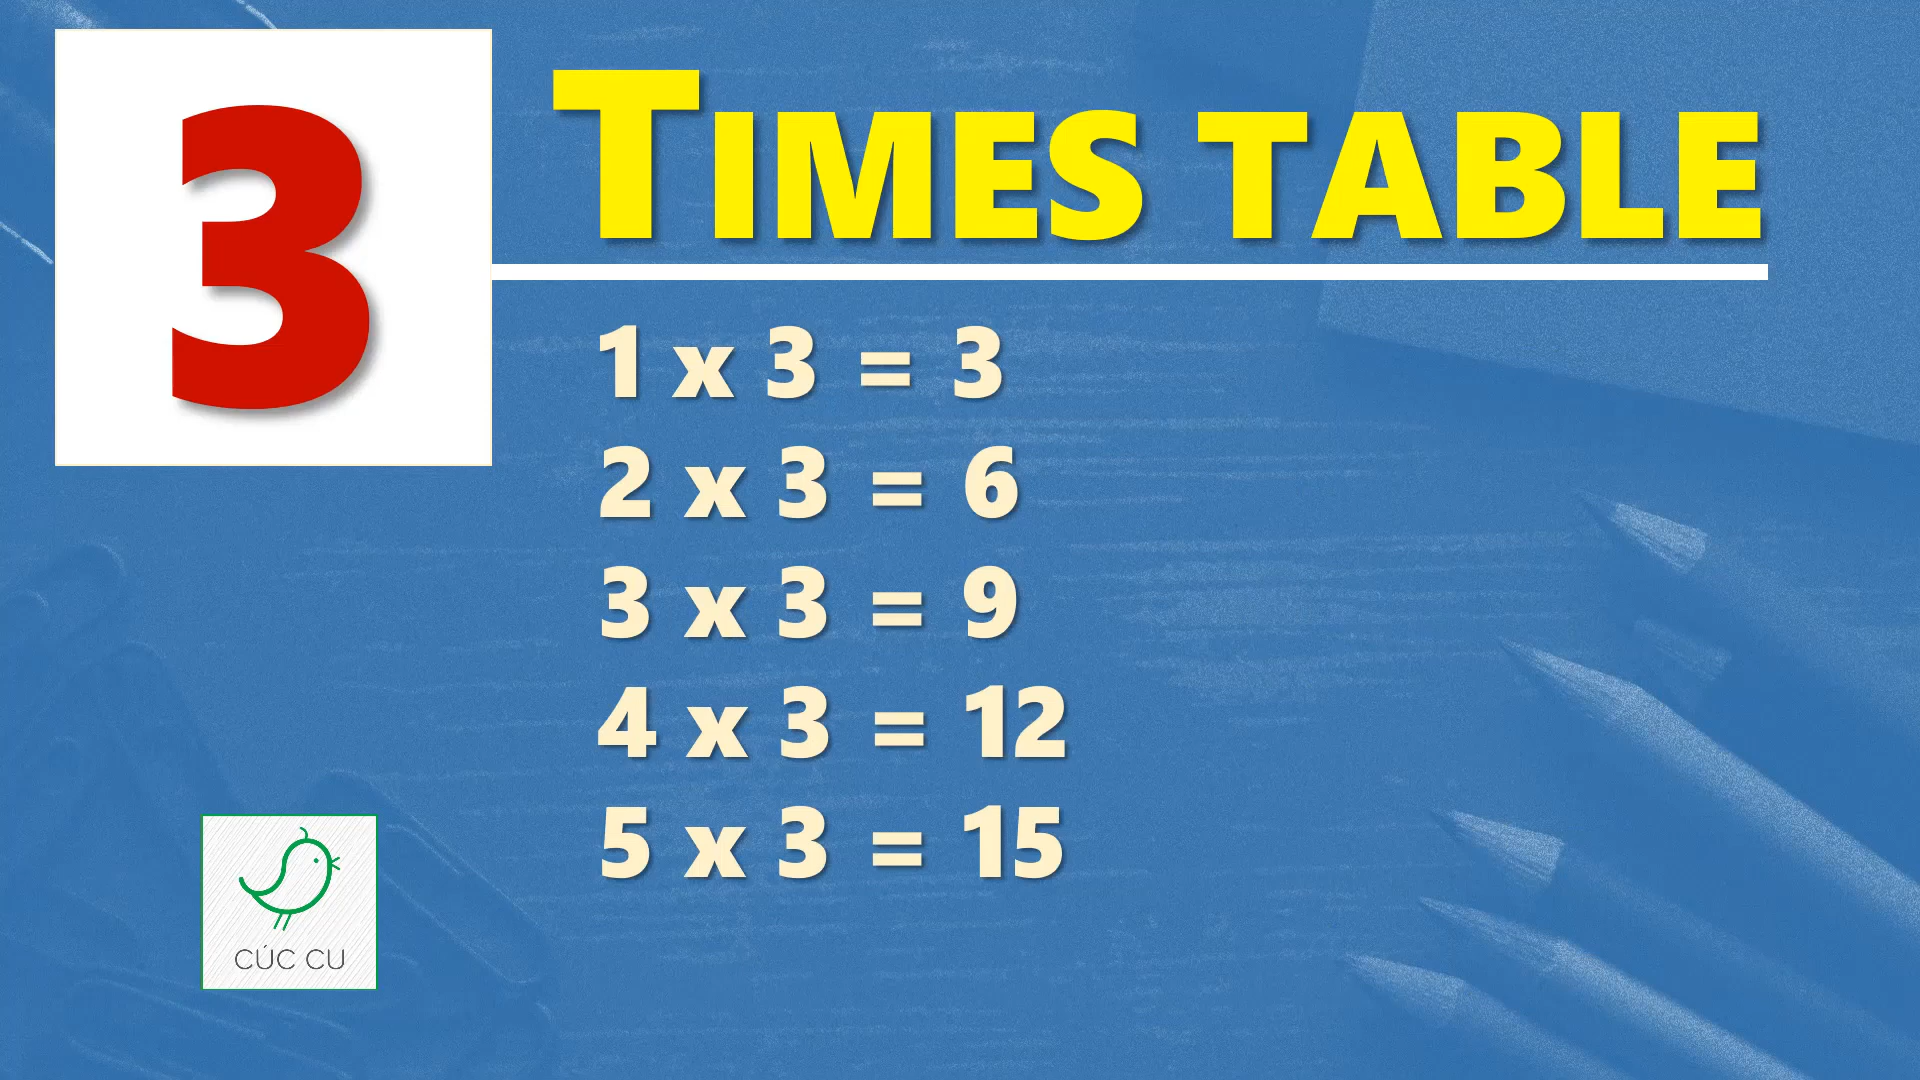 3
TIMES TABLE
1 x 3 = 3
2 x 3 = 6
3 x 3 = 9
4 x 3 = 12
5 x 3 = 15
CÚC CU